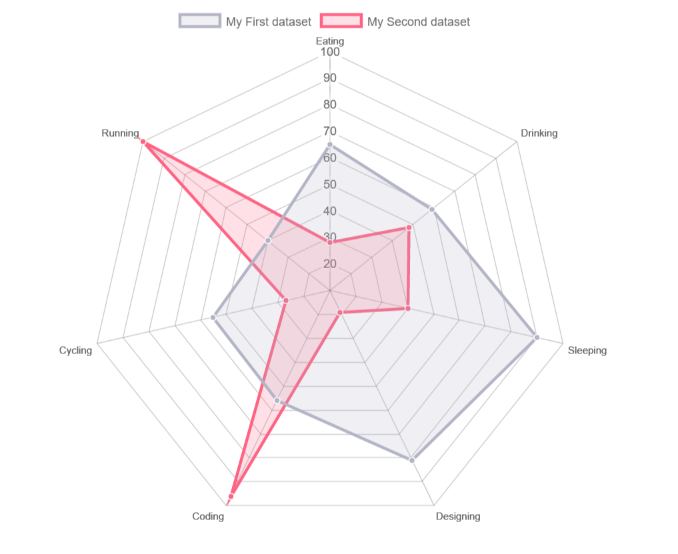 My First dataset My Second dataset
Eating
100
90
80
70
60
50
40
30
20
Running
Drinking
Cycling
Sleeping
Coding
Designing